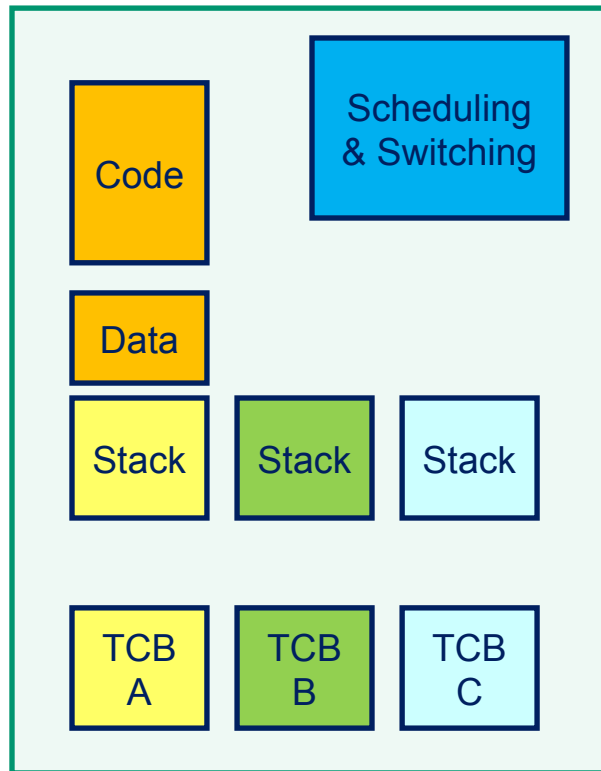 Scheduling
& Switching
Code
Data
Stack
Stack
Stack
TCB
A
TCB
B
TCB
C